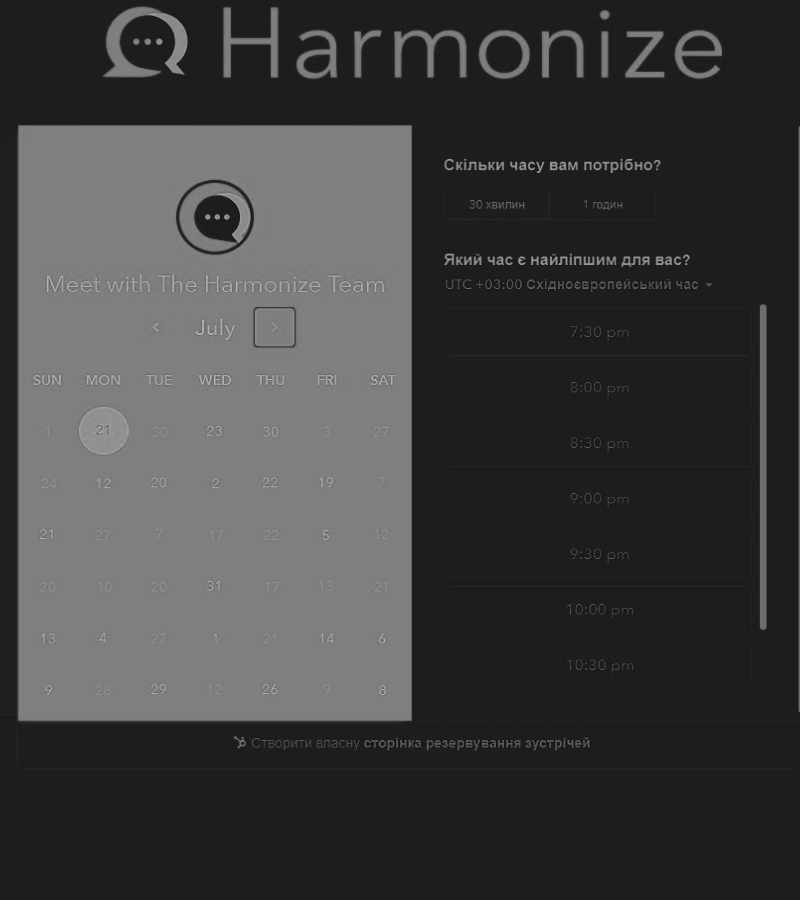 Harmonize
Meet with The Harmonize Team
July
SUN MON TUE WED THU FRI SAT
1 21 30 23 30 3 27
24 12 20 2 22 19 7
21 27 7 17 22 5 12
20 10 20 31 17 13 21
13 4 27 1 21 14 6
9 28 29 12 26 9 8
Скільки часу вам потрібно?
30 хвилин 1 годин
Який час є найліпшим для вас?
UTC +03:00 Східноєвропейський час
7:30 pm
8:00 pm
8:30 pm
9:00 pm
9:30 pm
10:00 pm
10:30 pm
Створити власну сторінка резервування зустрічей